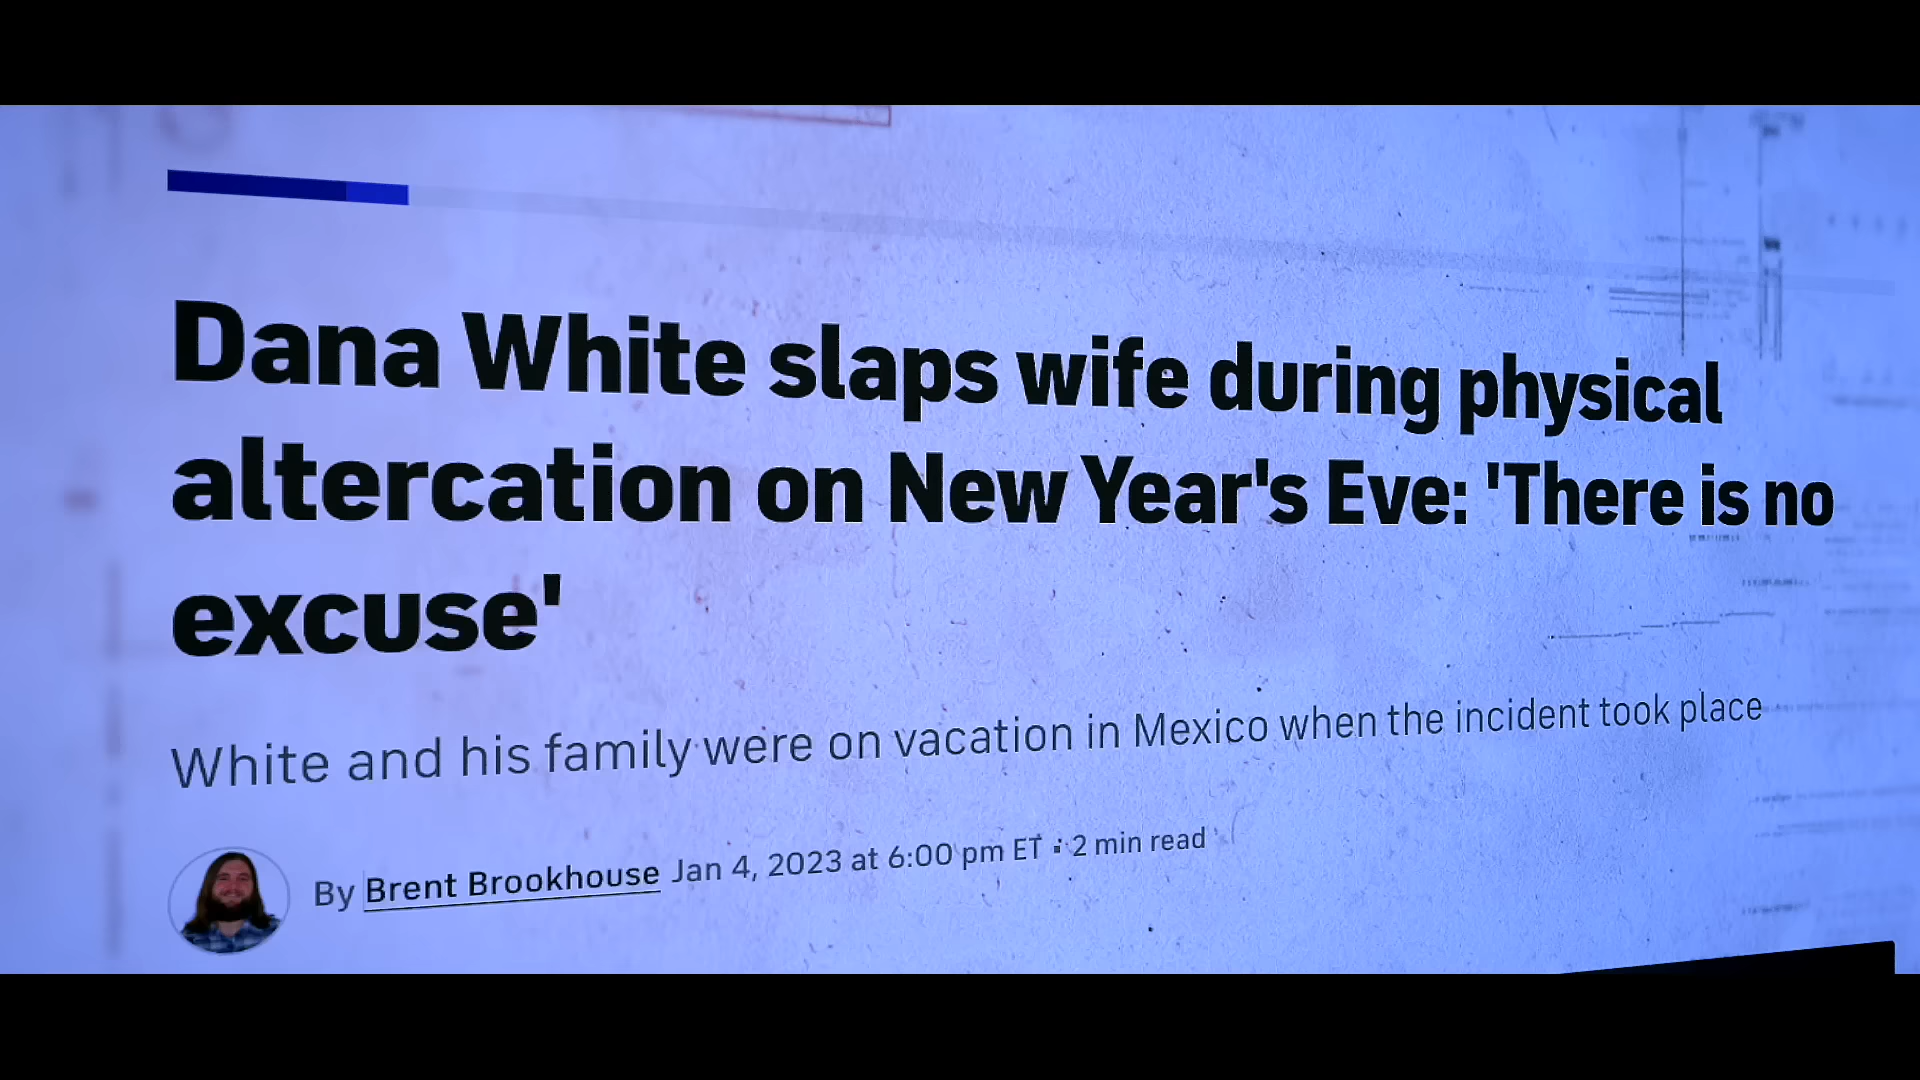 Dana White slaps wife during physical
altercation on New Year's Eve: 'There is no
excuse'
White and his family were on vacation in Mexico when the incident took place
By Brent Brookhouse Jan 4, 2023 at 6:00 pm ET • 2 min read